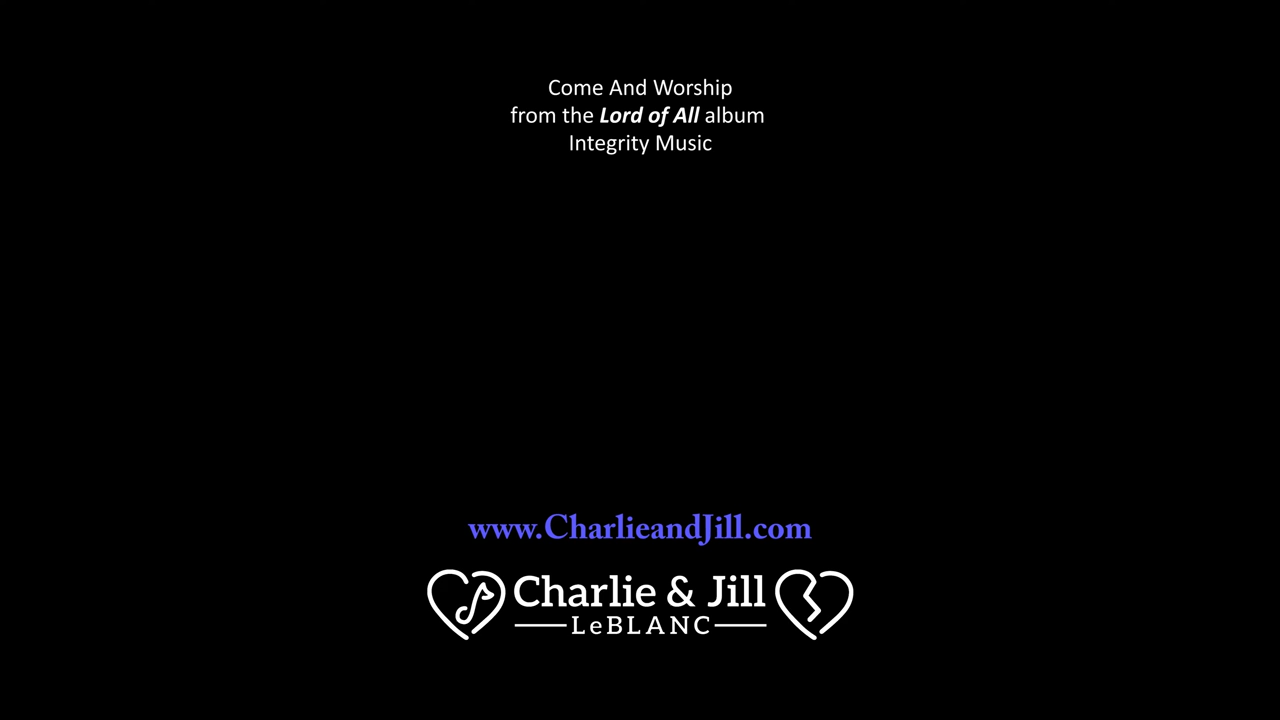 Come And Worship
from the Lord of All album
Integrity Music
www.CharlieandJill.com
Charlie & Jill
LeBLANC